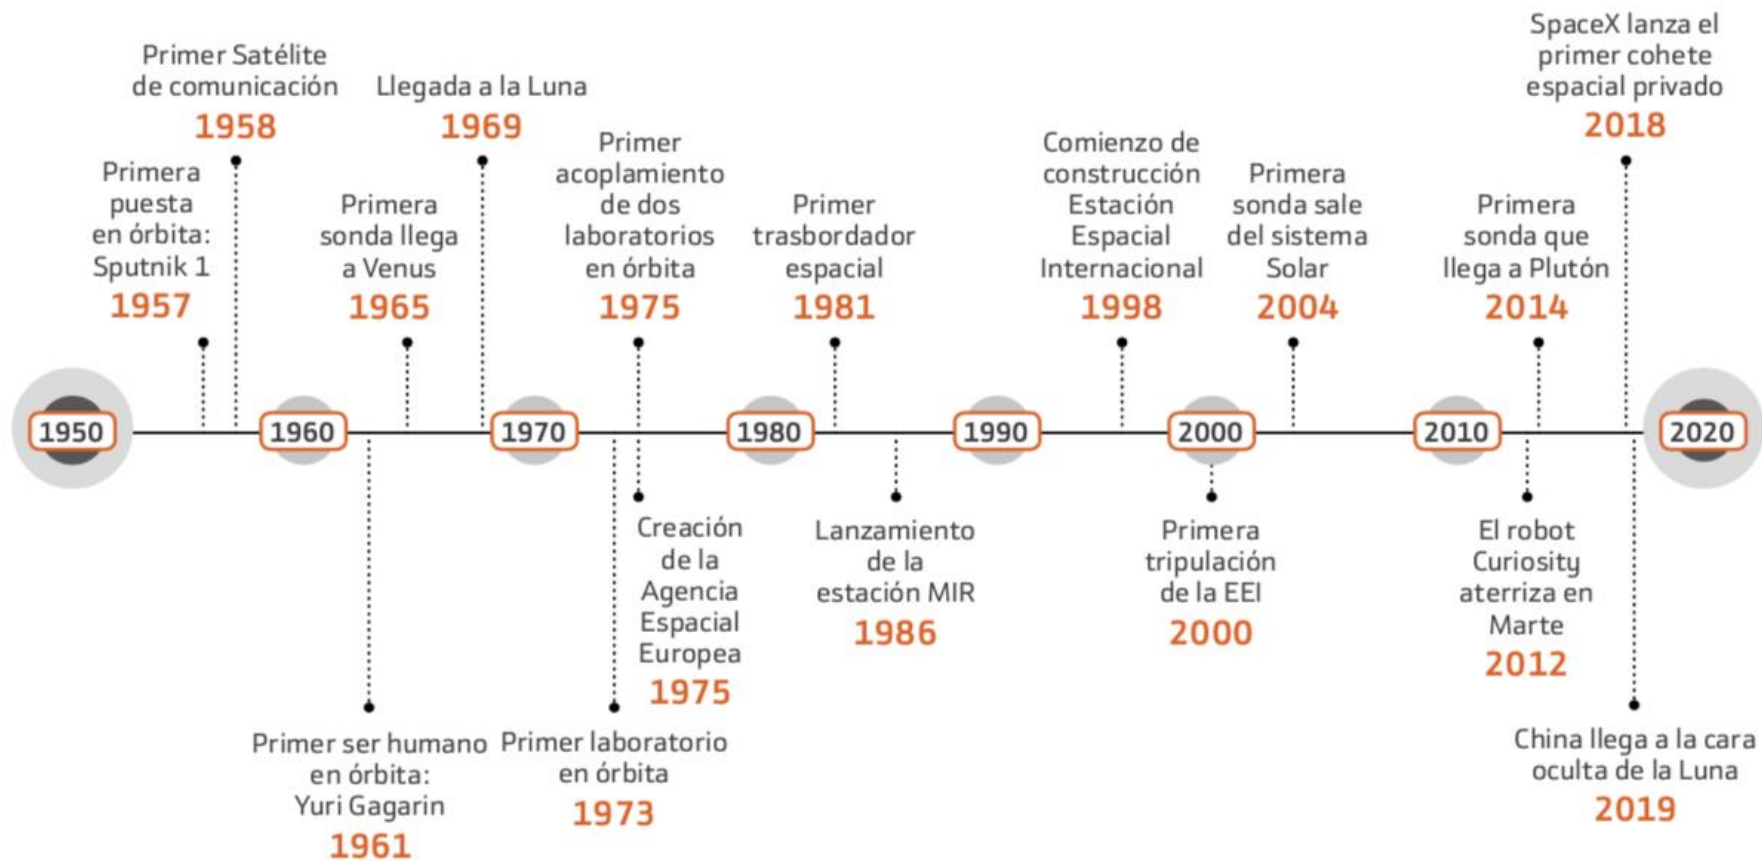 Primera
puesta
en órbita:
Sputnik 1
1957
Primer Satélite
de comunicación
1958
Primera
sonda llega
a Venus
1965
Llegada a la Luna
1969
Primer
acoplamiento
de dos
laboratorios
en órbita
1975
Primer
trasbordador
espacial
1981
Comienzo de
construcción
Estación
Espacial
Internacional
1998
Primera
sonda sale
del sistema
Solar
2004
Primera
sonda que
llega a Plutón
2014
SpaceX lanza el
primer cohete
espacial privado
2018
1950
1960
1970
1980
1990
2000
2010
2020
Primer ser humano
en órbita:
Yuri Gagarin
1961
Primer laboratorio
en órbita
1973
Creación
de la
Agencia
Espacial
Europea
1975
Lanzamiento
de la
estación MIR
1986
Primera
tripulación
de la EEI
2000
El robot
Curiosity
aterriza en
Marte
2012
China llega a la cara
oculta de la Luna
2019